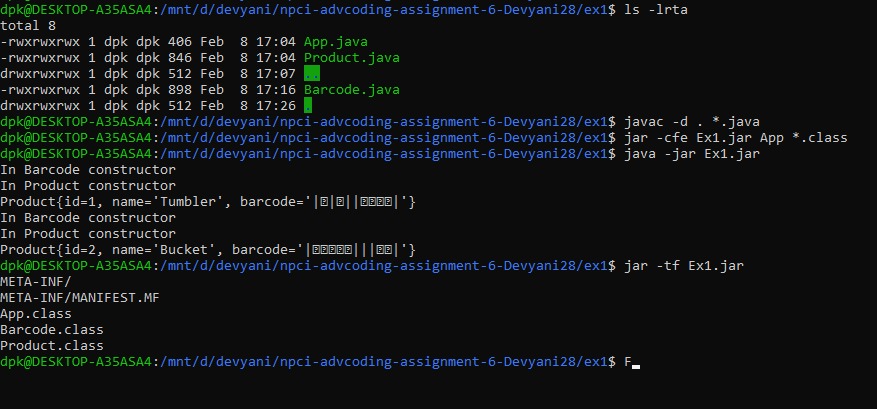 dpk@DESKTOP-A35ASA4:/mnt/d/devyani/npci-advcoding-assignment-6-Devyani28/ex1$ ls -lrta
total 8
-rwxrwxrwx 1 dpk dpk 406 Feb  8 17:04 App.java
-rwxrwxrwx 1 dpk dpk 846 Feb  8 17:04 Product.java
drwxrwxrwx 1 dpk dpk 512 Feb  8 17:07 ..
-rwxrwxrwx 1 dpk dpk 898 Feb  8 17:16 Barcode.java
drwxrwxrwx 1 dpk dpk 512 Feb  8 17:26 .
dpk@DESKTOP-A35ASA4:/mnt/d/devyani/npci-advcoding-assignment-6-Devyani28/ex1$ javac -d . *.java
dpk@DESKTOP-A35ASA4:/mnt/d/devyani/npci-advcoding-assignment-6-Devyani28/ex1$ jar -cfe Ex1.jar App *.class
dpk@DESKTOP-A35ASA4:/mnt/d/devyani/npci-advcoding-assignment-6-Devyani28/ex1$ java -jar Ex1.jar
In Barcode constructor
In Product constructor
Product{id=1, name='Tumbler', barcode='|⍰|⍰||⍰⍰⍰⍰|'}
In Barcode constructor
In Product constructor
Product{id=2, name='Bucket', barcode='|⍰⍰⍰⍰⍰|||⍰⍰|'}
dpk@DESKTOP-A35ASA4:/mnt/d/devyani/npci-advcoding-assignment-6-Devyani28/ex1$ jar -tf Ex1.jar
META-INF/
META-INF/MANIFEST.MF
App.class
Barcode.class
Product.class
dpk@DESKTOP-A35ASA4:/mnt/d/devyani/npci-advcoding-assignment-6-Devyani28/ex1$ F